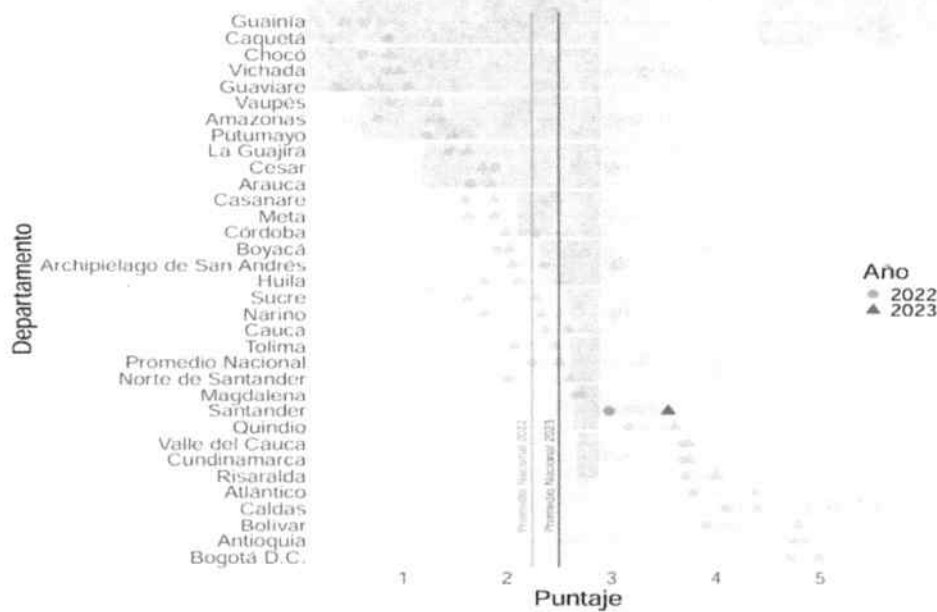 Departamento
Guainía
Caquetá
Chocó
Vichada
Guaviare
Vaupés
Amazonas
Putumayo
La Guajira
Cesar
Arauca
Casanare
Meta
Córdoba
Boyacá
Archipiélago de San Andrés
Huila
Sucre
Nariño
Cauca
Tolima
Promedio Nacional
Norte de Santander
Magdalena
Santander
Quindío
Valle del Cauca
Cundinamarca
Risaralda
Atlántico
Caldas
Bolívar
Antioquia
Bogotá D.C.
Promedio Nacional 2022
Promedio Nacional 2023
1 2 3 4 5
Puntaje
Año
2022
2023